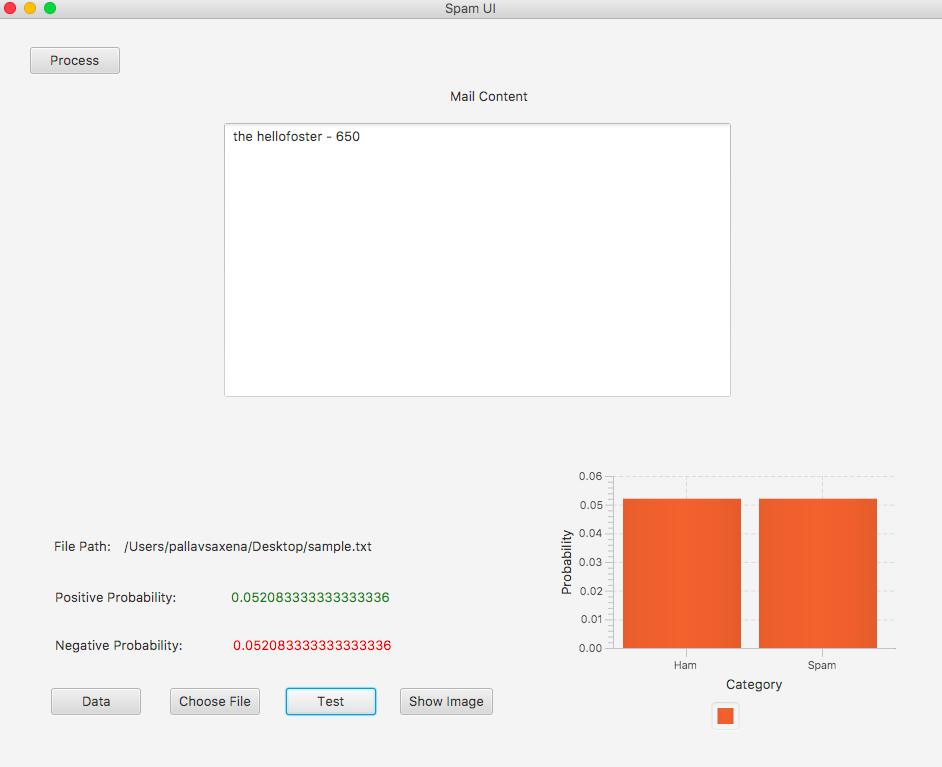 Spam UI
Process
Mail Content
the hellofoster - 650
File Path: /Users/pallavsaxena/Desktop/sample.txt
Positive Probability: 0.052083333333333336
Negative Probability: 0.052083333333333336
Data Choose File Test Show Image
Probability
0.06
0.05
0.04
0.03
0.02
0.01
0.00
Ham Spam
Category